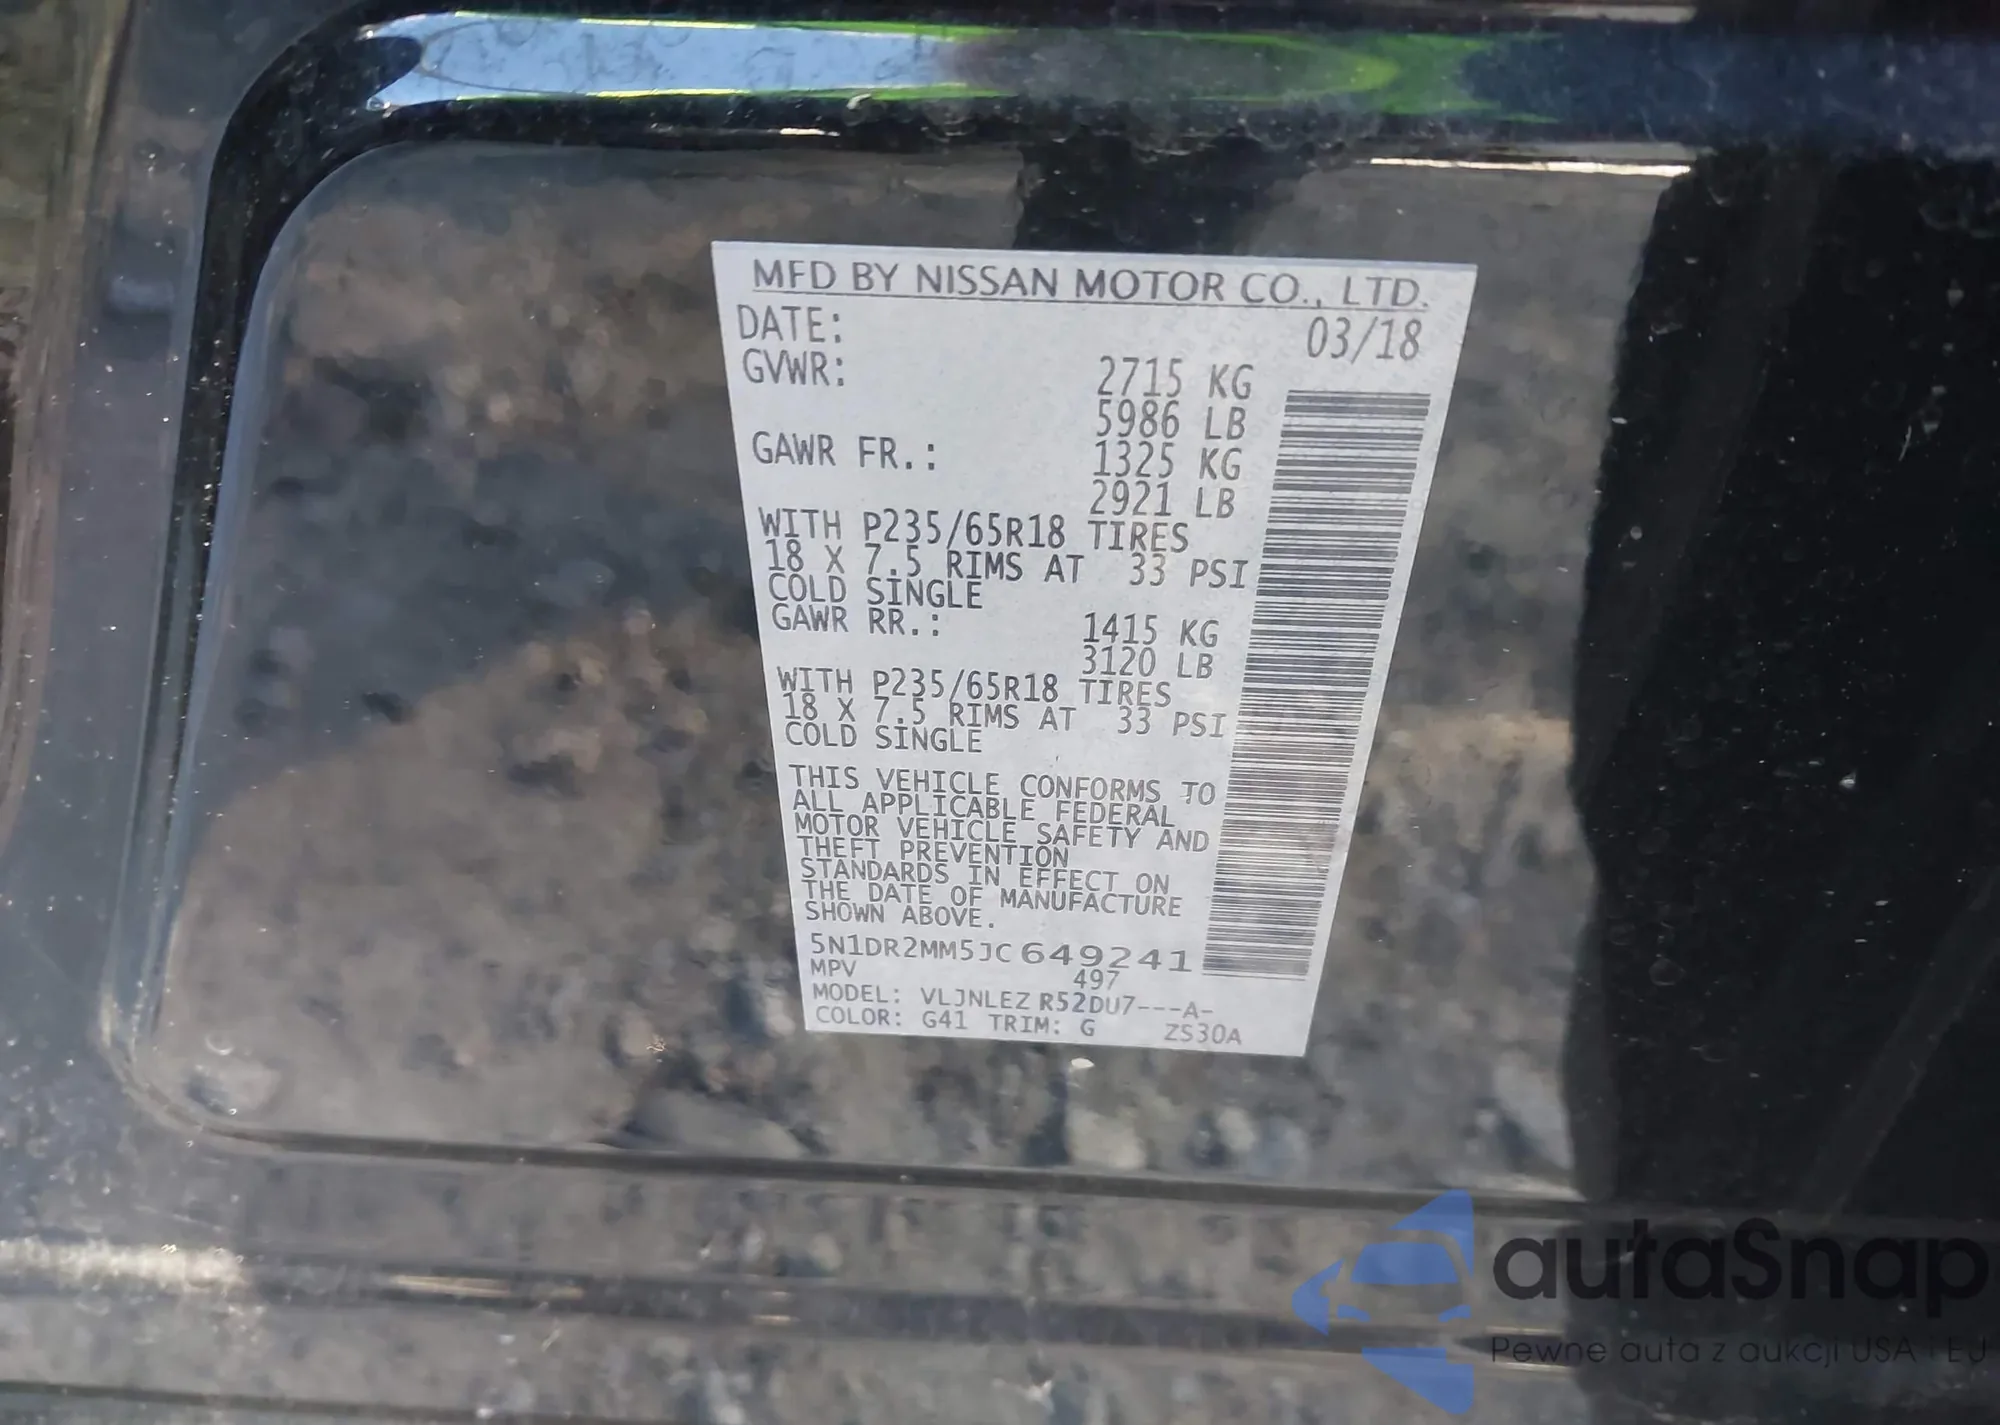 MFD BY NISSAN MOTOR CO., LTD.
DATE: 03/18
GVWR: 2715 KG
5986 LB
GAWR FR.: 1325 KG
2921 LB
WITH P235/65R18 TIRES
18 X 7.5 RIMS AT 33 PSI
COLD SINGLE
GAWR RR.: 1415 KG
3120 LB
WITH P235/65R18 TIRES
18 X 7.5 RIMS AT 33 PSI
COLD SINGLE
THIS VEHICLE CONFORMS TO
ALL APPLICABLE FEDERAL
MOTOR VEHICLE SAFETY AND
THEFT PREVENTION
STANDARDS IN EFFECT ON
THE DATE OF MANUFACTURE
SHOWN ABOVE.
5N1DR2MM5JC649241
MPV 497
MODEL: VLJNLEZ R52DU7---A-
COLOR: G41 TRIM: G ZS30A
autaSnap
Pewne auta z aukcji USA i EU